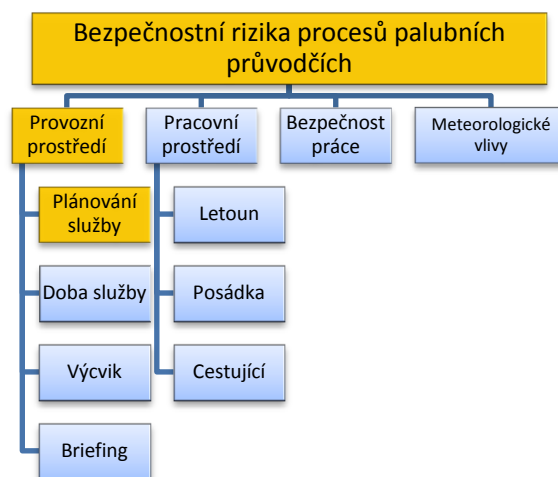 Bezpečnostní rizika procesů palubních
průvodčích
Provozní
prostředí
Pracovní
prostředí
Bezpečnost
práce
Meteorologické
vlivy
Plánování
služby
Letoun
Doba služby
Posádka
Výcvik
Cestující
Briefing